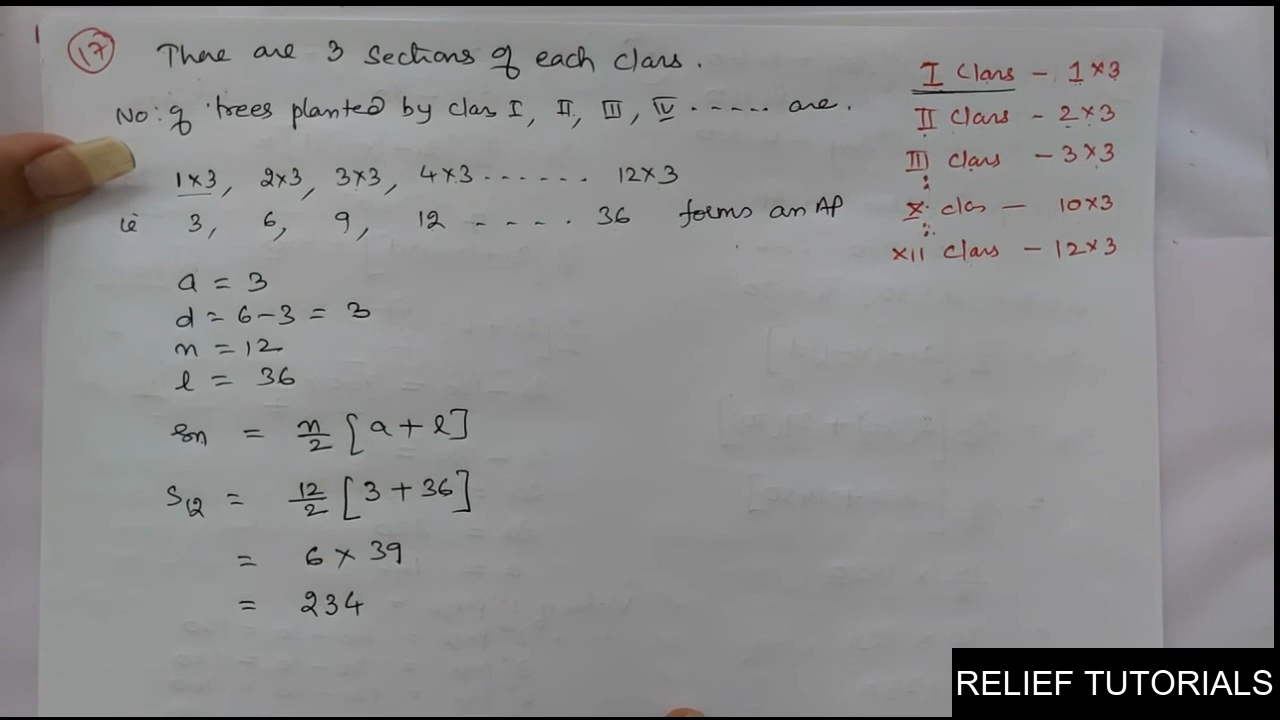 17 There are 3 Sections of each class.
No: of trees planted by class I, II, III, IV ...... are.
1×3, 2×3, 3×3, 4×3 ...... 12×3
ie 3, 6, 9, 12 - - - . 36 forms an AP
a = 3
d = 6-3 = 3
n = 12
l = 36
Sn = n/2 [a + l]
S12 = 12/2 [3 + 36]
= 6 × 39
= 234
I Class - 1×3
II Class - 2×3
III class - 3×3
X clas - 10×3
XII class - 12×3
RELIEF TUTORIALS